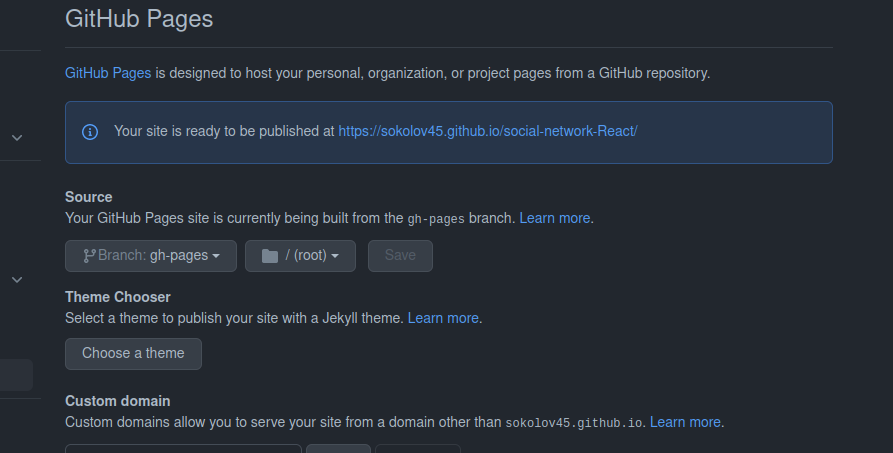 GitHub Pages
GitHub Pages is designed to host your personal, organization, or project pages from a GitHub repository.
Your site is ready to be published at https://sokolov45.github.io/social-network-React/
Source
Your GitHub Pages site is currently being built from the gh-pages branch. Learn more.
Branch: gh-pages / (root) Save
Theme Chooser
Select a theme to publish your site with a Jekyll theme. Learn more.
Choose a theme
Custom domain
Custom domains allow you to serve your site from a domain other than sokolov45.github.io. Learn more.